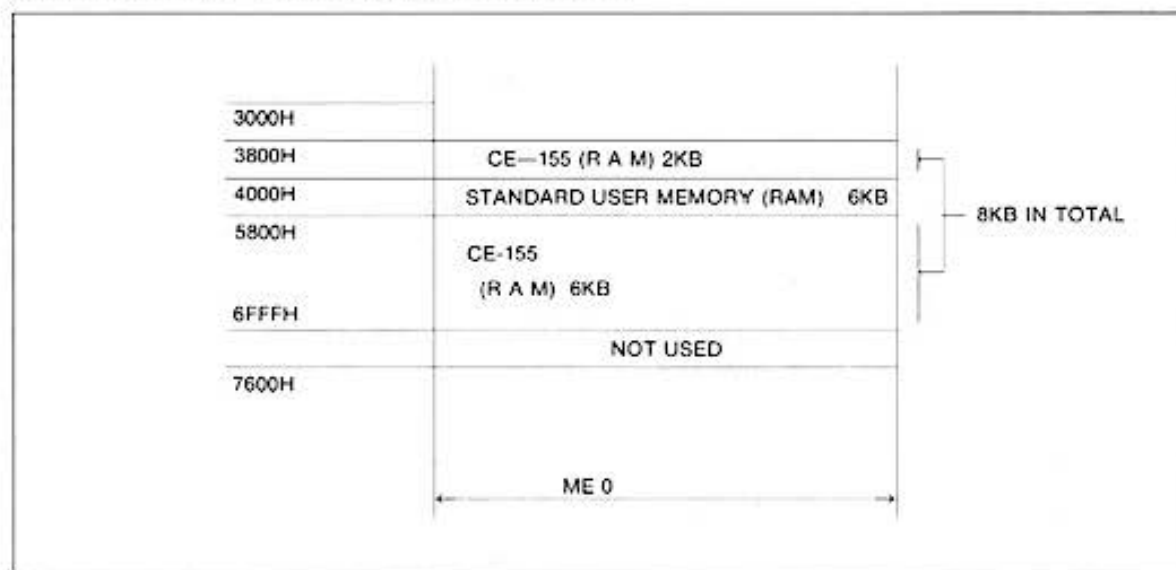 3000H
3800H CE—155 (R A M) 2KB
4000H STANDARD USER MEMORY (RAM) 6KB
8KB IN TOTAL
5800H
CE-155
(R A M) 6KB
6FFFH
NOT USED
7600H
ME 0